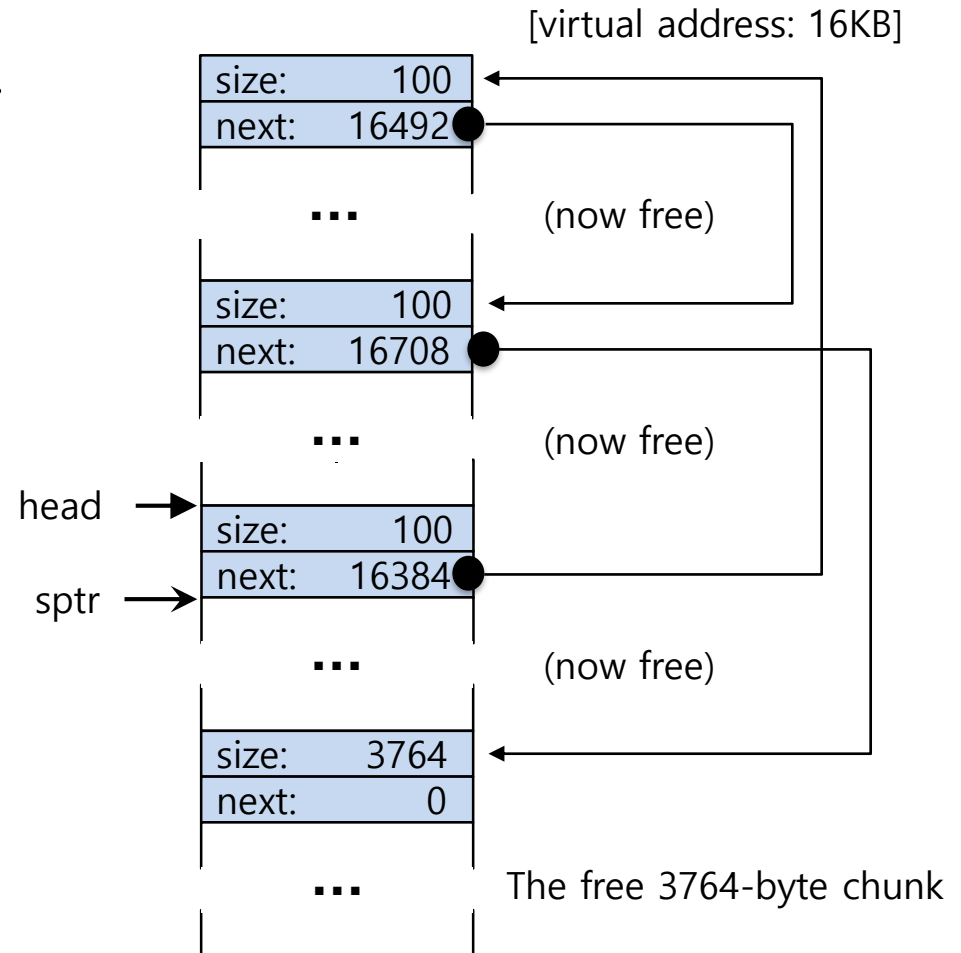 [virtual address: 16KB]
size: 100
next: 16492
...
(now free)
size: 100
next: 16708
...
(now free)
head
size: 100
next: 16384
sptr
...
(now free)
size: 3764
next: 0
...
The free 3764-byte chunk